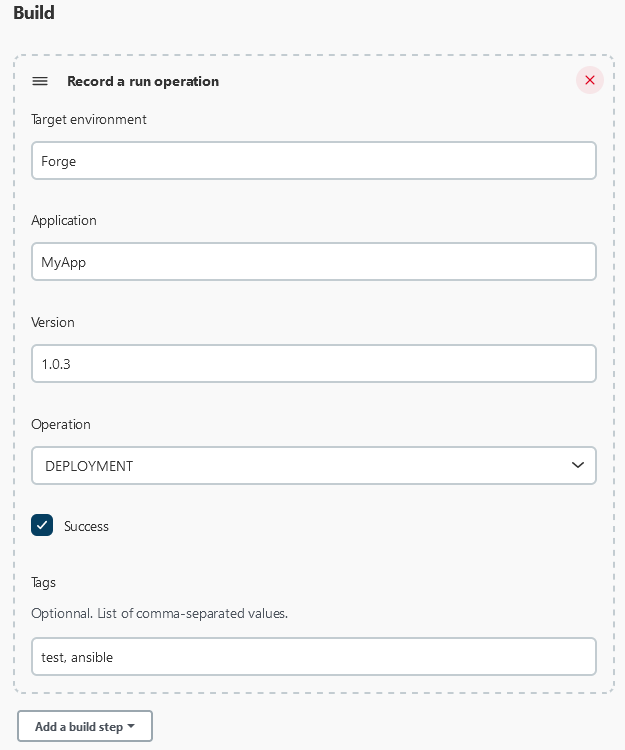 Build
Record a run operation
Target environment
Forge
Application
MyApp
Version
1.0.3
Operation
DEPLOYMENT
Success
Tags
Optionnal. List of comma-separated values.
test, ansible
Add a build step